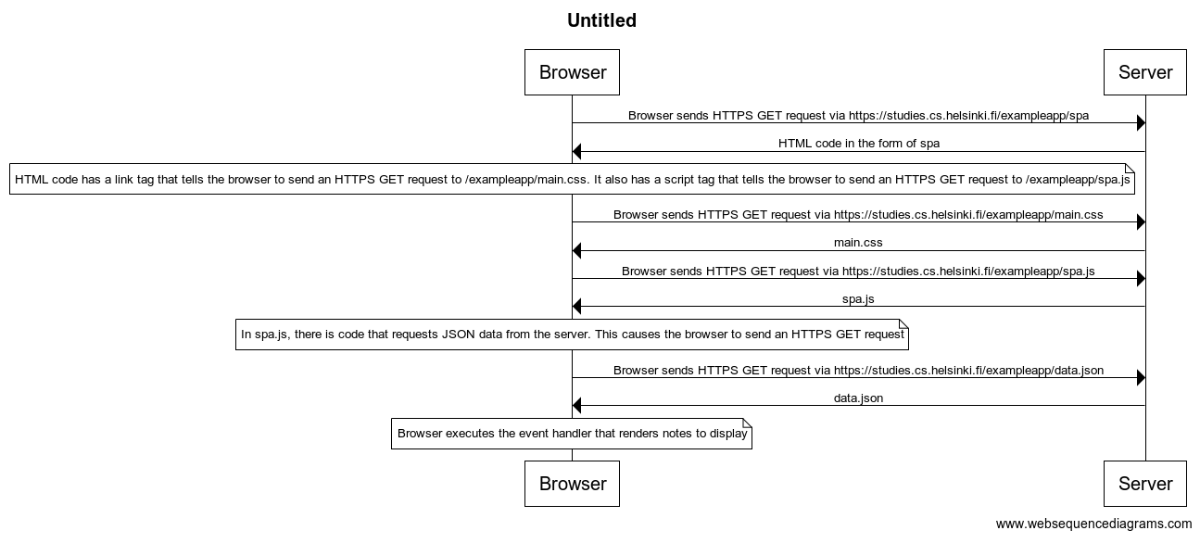 Untitled
Browser
Server
Browser sends HTTPS GET request via https://studies.cs.helsinki.fi/exampleapp/spa
HTML code in the form of spa
HTML code has a link tag that tells the browser to send an HTTPS GET request to /exampleapp/main.css. It also has a script tag that tells the browser to send an HTTPS GET request to /exampleapp/spa.js
Browser sends HTTPS GET request via https://studies.cs.helsinki.fi/exampleapp/main.css
main.css
Browser sends HTTPS GET request via https://studies.cs.helsinki.fi/exampleapp/spa.js
spa.js
In spa.js, there is code that requests JSON data from the server. This causes the browser to send an HTTPS GET request
Browser sends HTTPS GET request via https://studies.cs.helsinki.fi/exampleapp/data.json
data.json
Browser executes the event handler that renders notes to display
Browser
Server
www.websequencediagrams.com